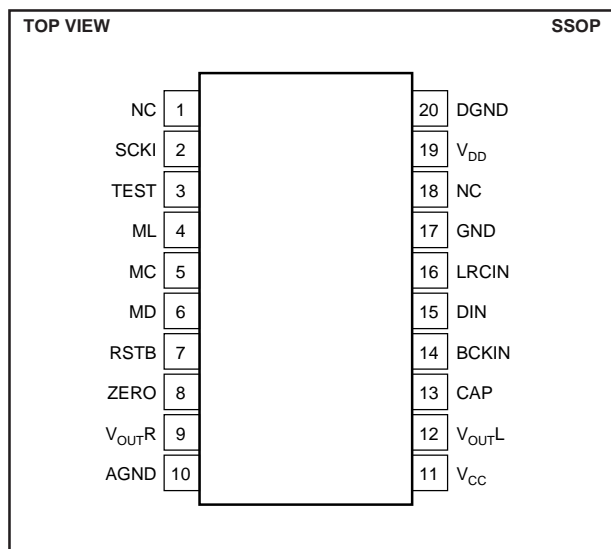 TOP VIEW SSOP
NC 1 20 DGND
SCKI 2 19 VDD
TEST 3 18 NC
ML 4 17 GND
MC 5 16 LRCIN
MD 6 15 DIN
RSTB 7 14 BCKIN
ZERO 8 13 CAP
VOUTR 9 12 VOUTL
AGND 10 11 VCC